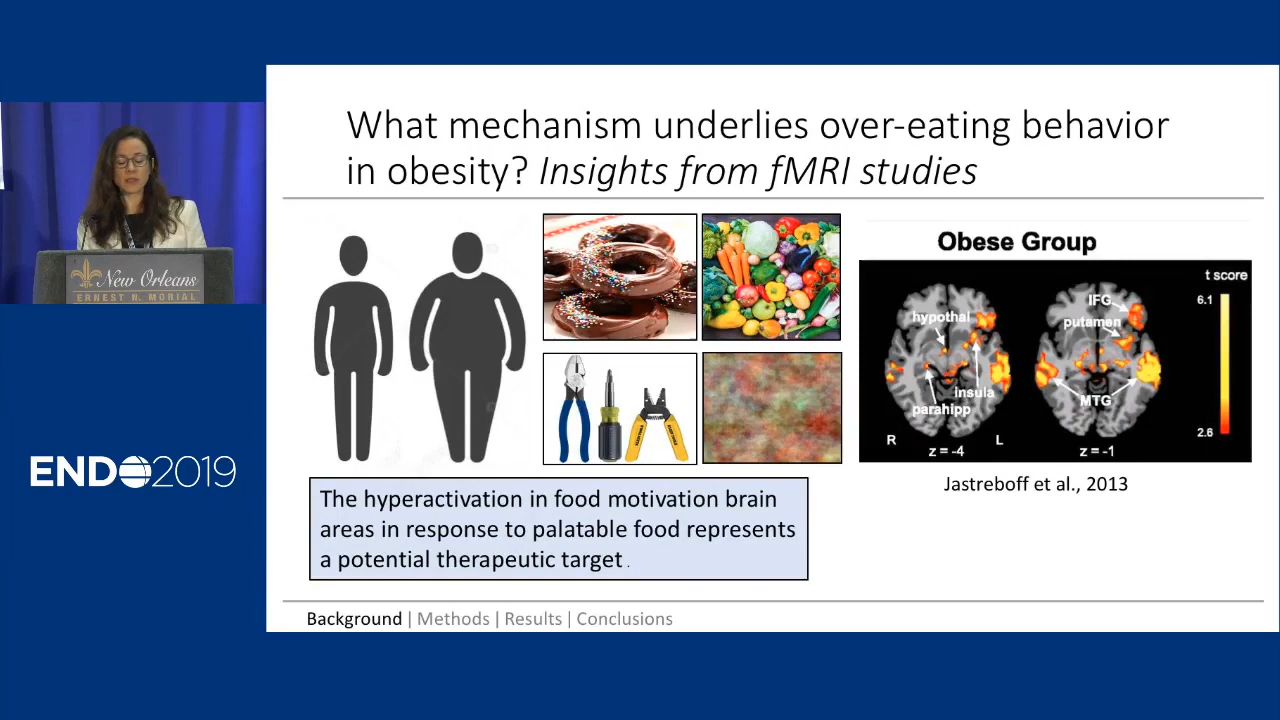 What mechanism underlies over-eating behavior
in obesity? Insights from fMRI studies
Obese Group
t score
6.1
IFG
hypothal
putamen
insula
parahipp
MTG
2.6
R
L
z = -4
z = -1
Jastreboff et al., 2013
The hyperactivation in food motivation brain
areas in response to palatable food represents
a potential therapeutic target .
Background | Methods | Results | Conclusions
New Orleans
ERNEST N. MORIAL
ENDO2019